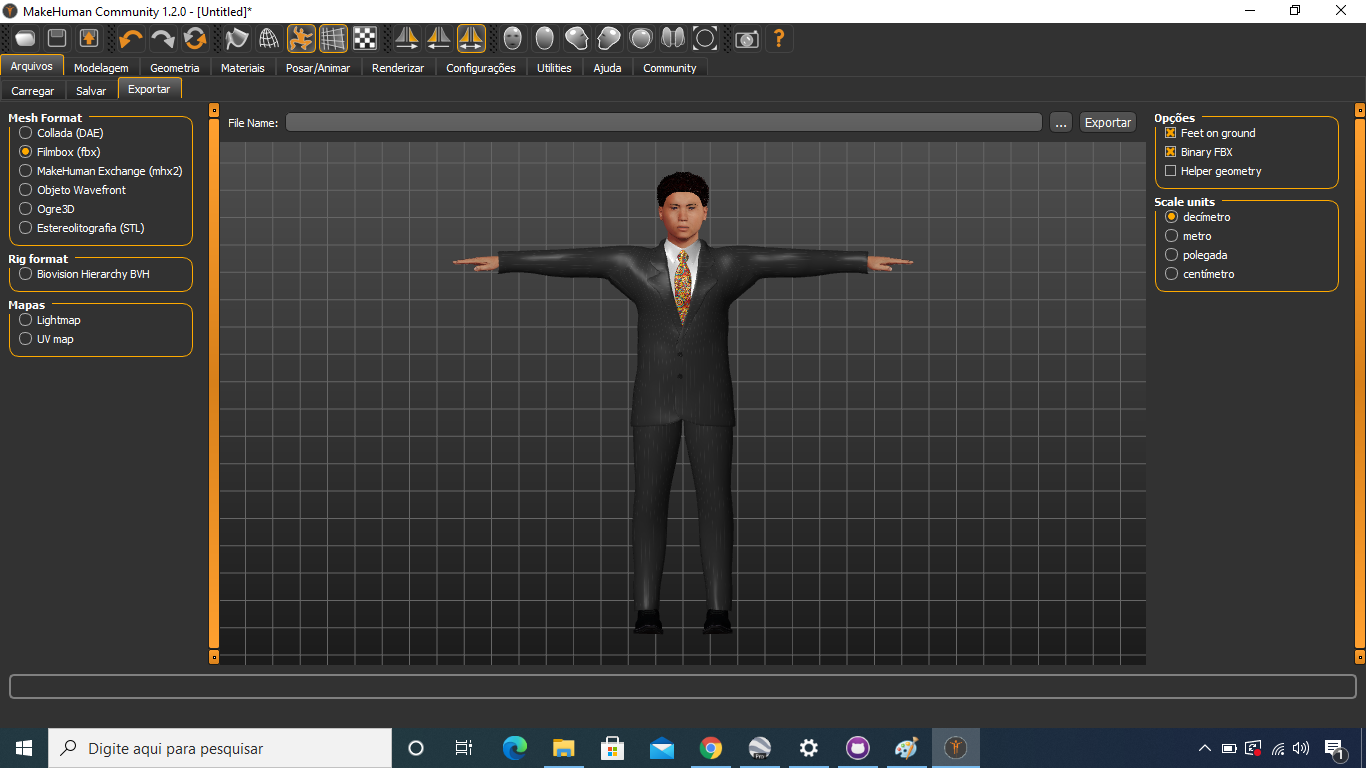 MakeHuman Community 1.2.0 - [Untitled]*
Arquivos Modelagem Geometria Materiais Posar/Animar Renderizar Configurações Utilities Ajuda Community
Carregar Salvar Exportar
Mesh Format
Collada (DAE)
Filmbox (fbx)
MakeHuman Exchange (mhx2)
Objeto Wavefront
Ogre3D
Estereolitografia (STL)
Rig format
Biovision Hierarchy BVH
Mapas
Lightmap
UV map
File Name: ... Exportar
Opções
Feet on ground
Binary FBX
Helper geometry
Scale units
decímetro
metro
polegada
centímetro
Digite aqui para pesquisar
Pro
1